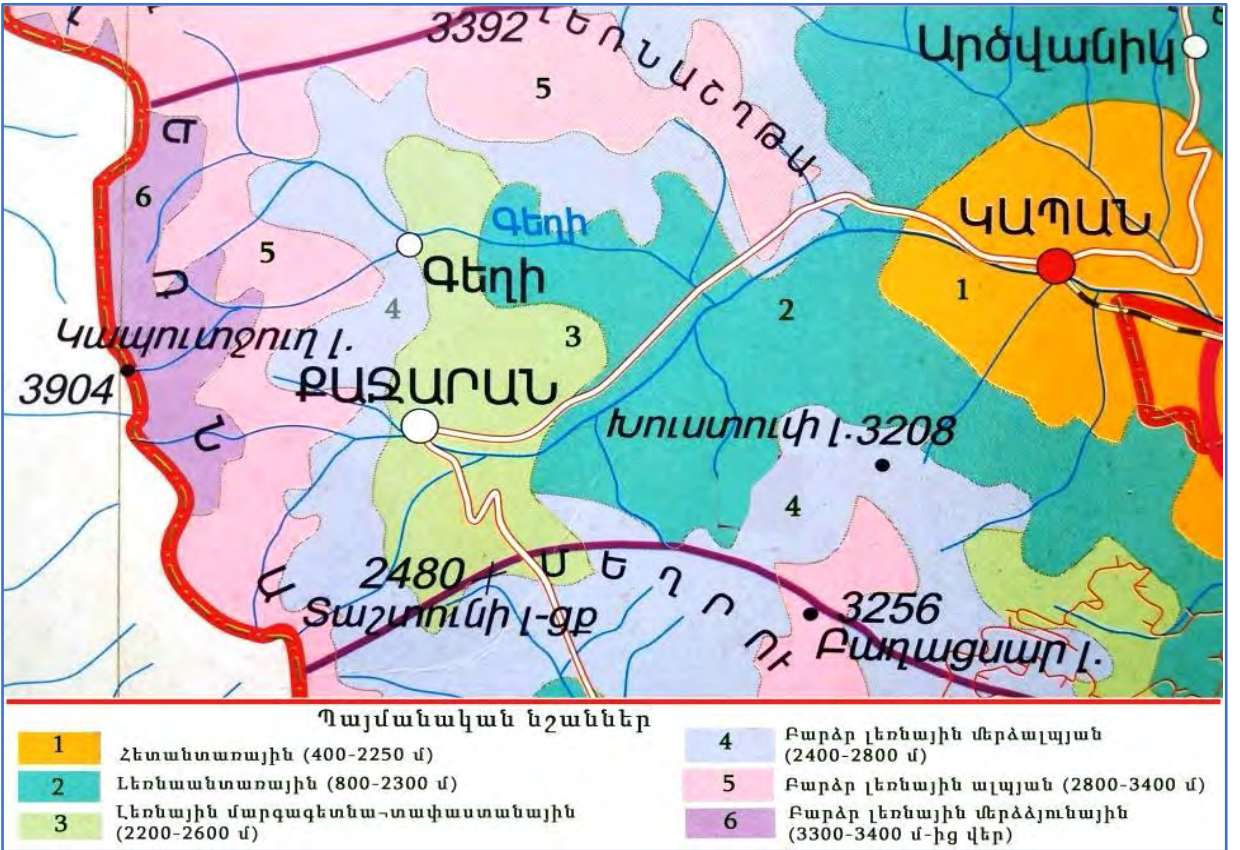 3392
ԼԵՌՆԱՇՂԹԱ
Արծվանիկ
5
6
ԿԱՊԱՆ
Գեղի
5
Գեղի
1
2
4
3
Կապուտջուղ լ.
3904
ՔԱՋԱՐԱՆ
Խուստուփ լ. 3208
4
2480
ՄԵՂՐՈՒ
Տաշտունի լ-ցք
3256
Բաղացսար լ.
Պայմանական նշաններ
1 Հետանտառային (400-2250 մ)
2 Լեռնաանտառային (800-2300 մ)
3 Լեռնային մարգագետնա¬տափաստանային
(2200-2600 մ)
4 Բարձր լեռնային մերձալպյան
(2400-2800 մ)
5 Բարձր լեռնային ալպյան (2800-3400 մ)
6 Բարձր լեռնային մերձձյունային
(3300-3400 մ-ից վեր)